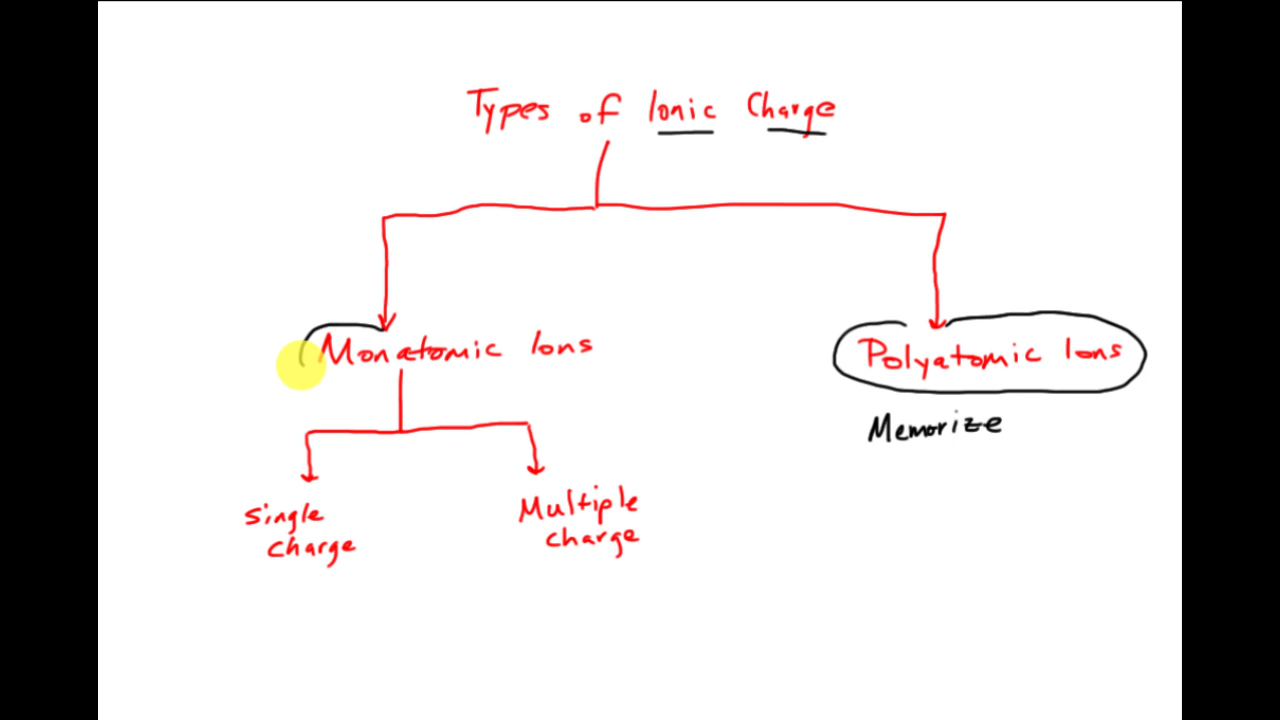 Types of Ionic Charge
Monatomic Ions
Polyatomic Ions
Memorize
Single
charge
Multiple
charge